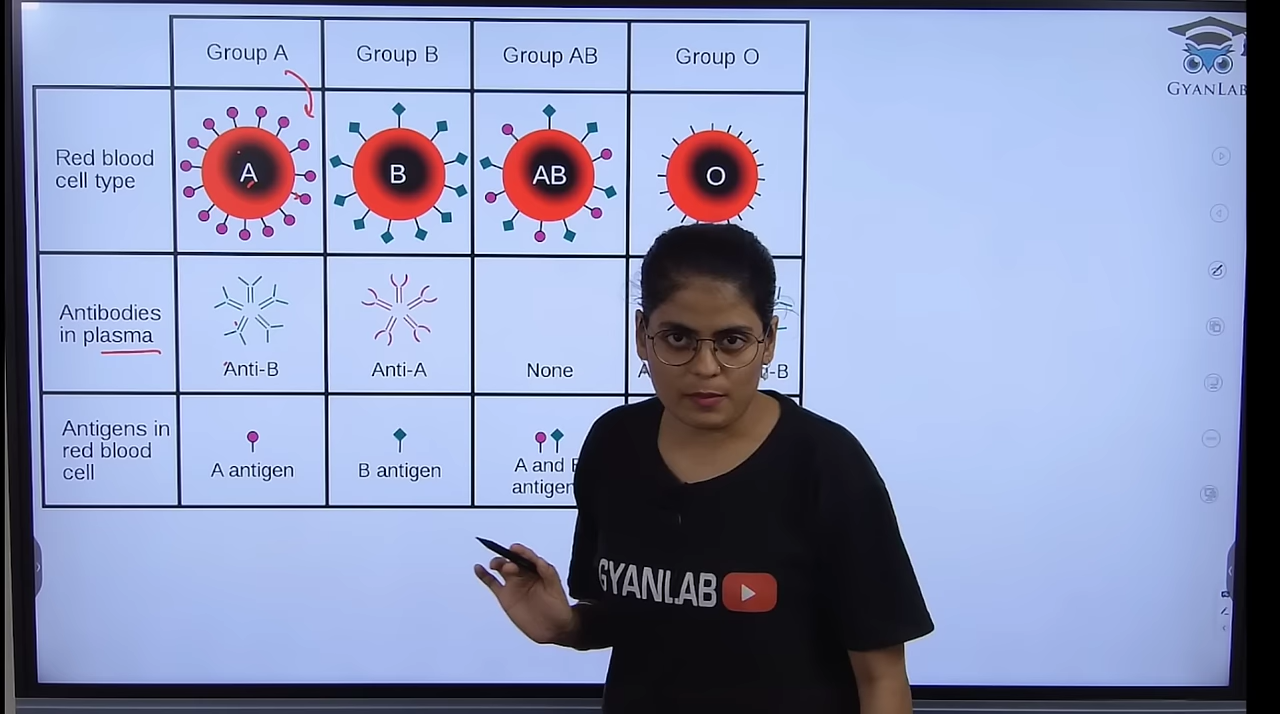 Group A
Group B
Group AB
Group O
GYANLAB
Red blood
cell type
A
B
AB
O
Antibodies
in plasma
Anti-B
Anti-A
None
A
-B
Antigens in
red blood
cell
A antigen
B antigen
A and
antigen
GYANLAB